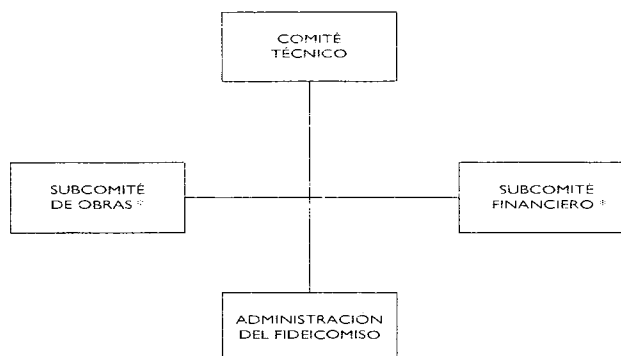 COMITÉ
TÉCNICO
SUBCOMITÉ
DE OBRAS *
SUBCOMITÉ
FINANCIERO *
ADMINISTRACION
DEL FIDEICOMISO